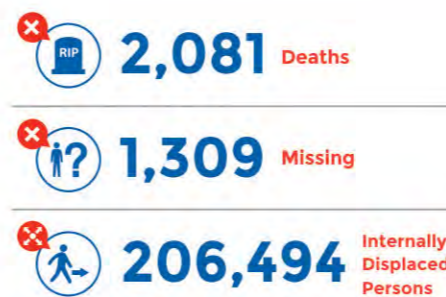 RIP
2,081 Deaths
? 1,309 Missing
206,494 Internally
Displaced
Persons